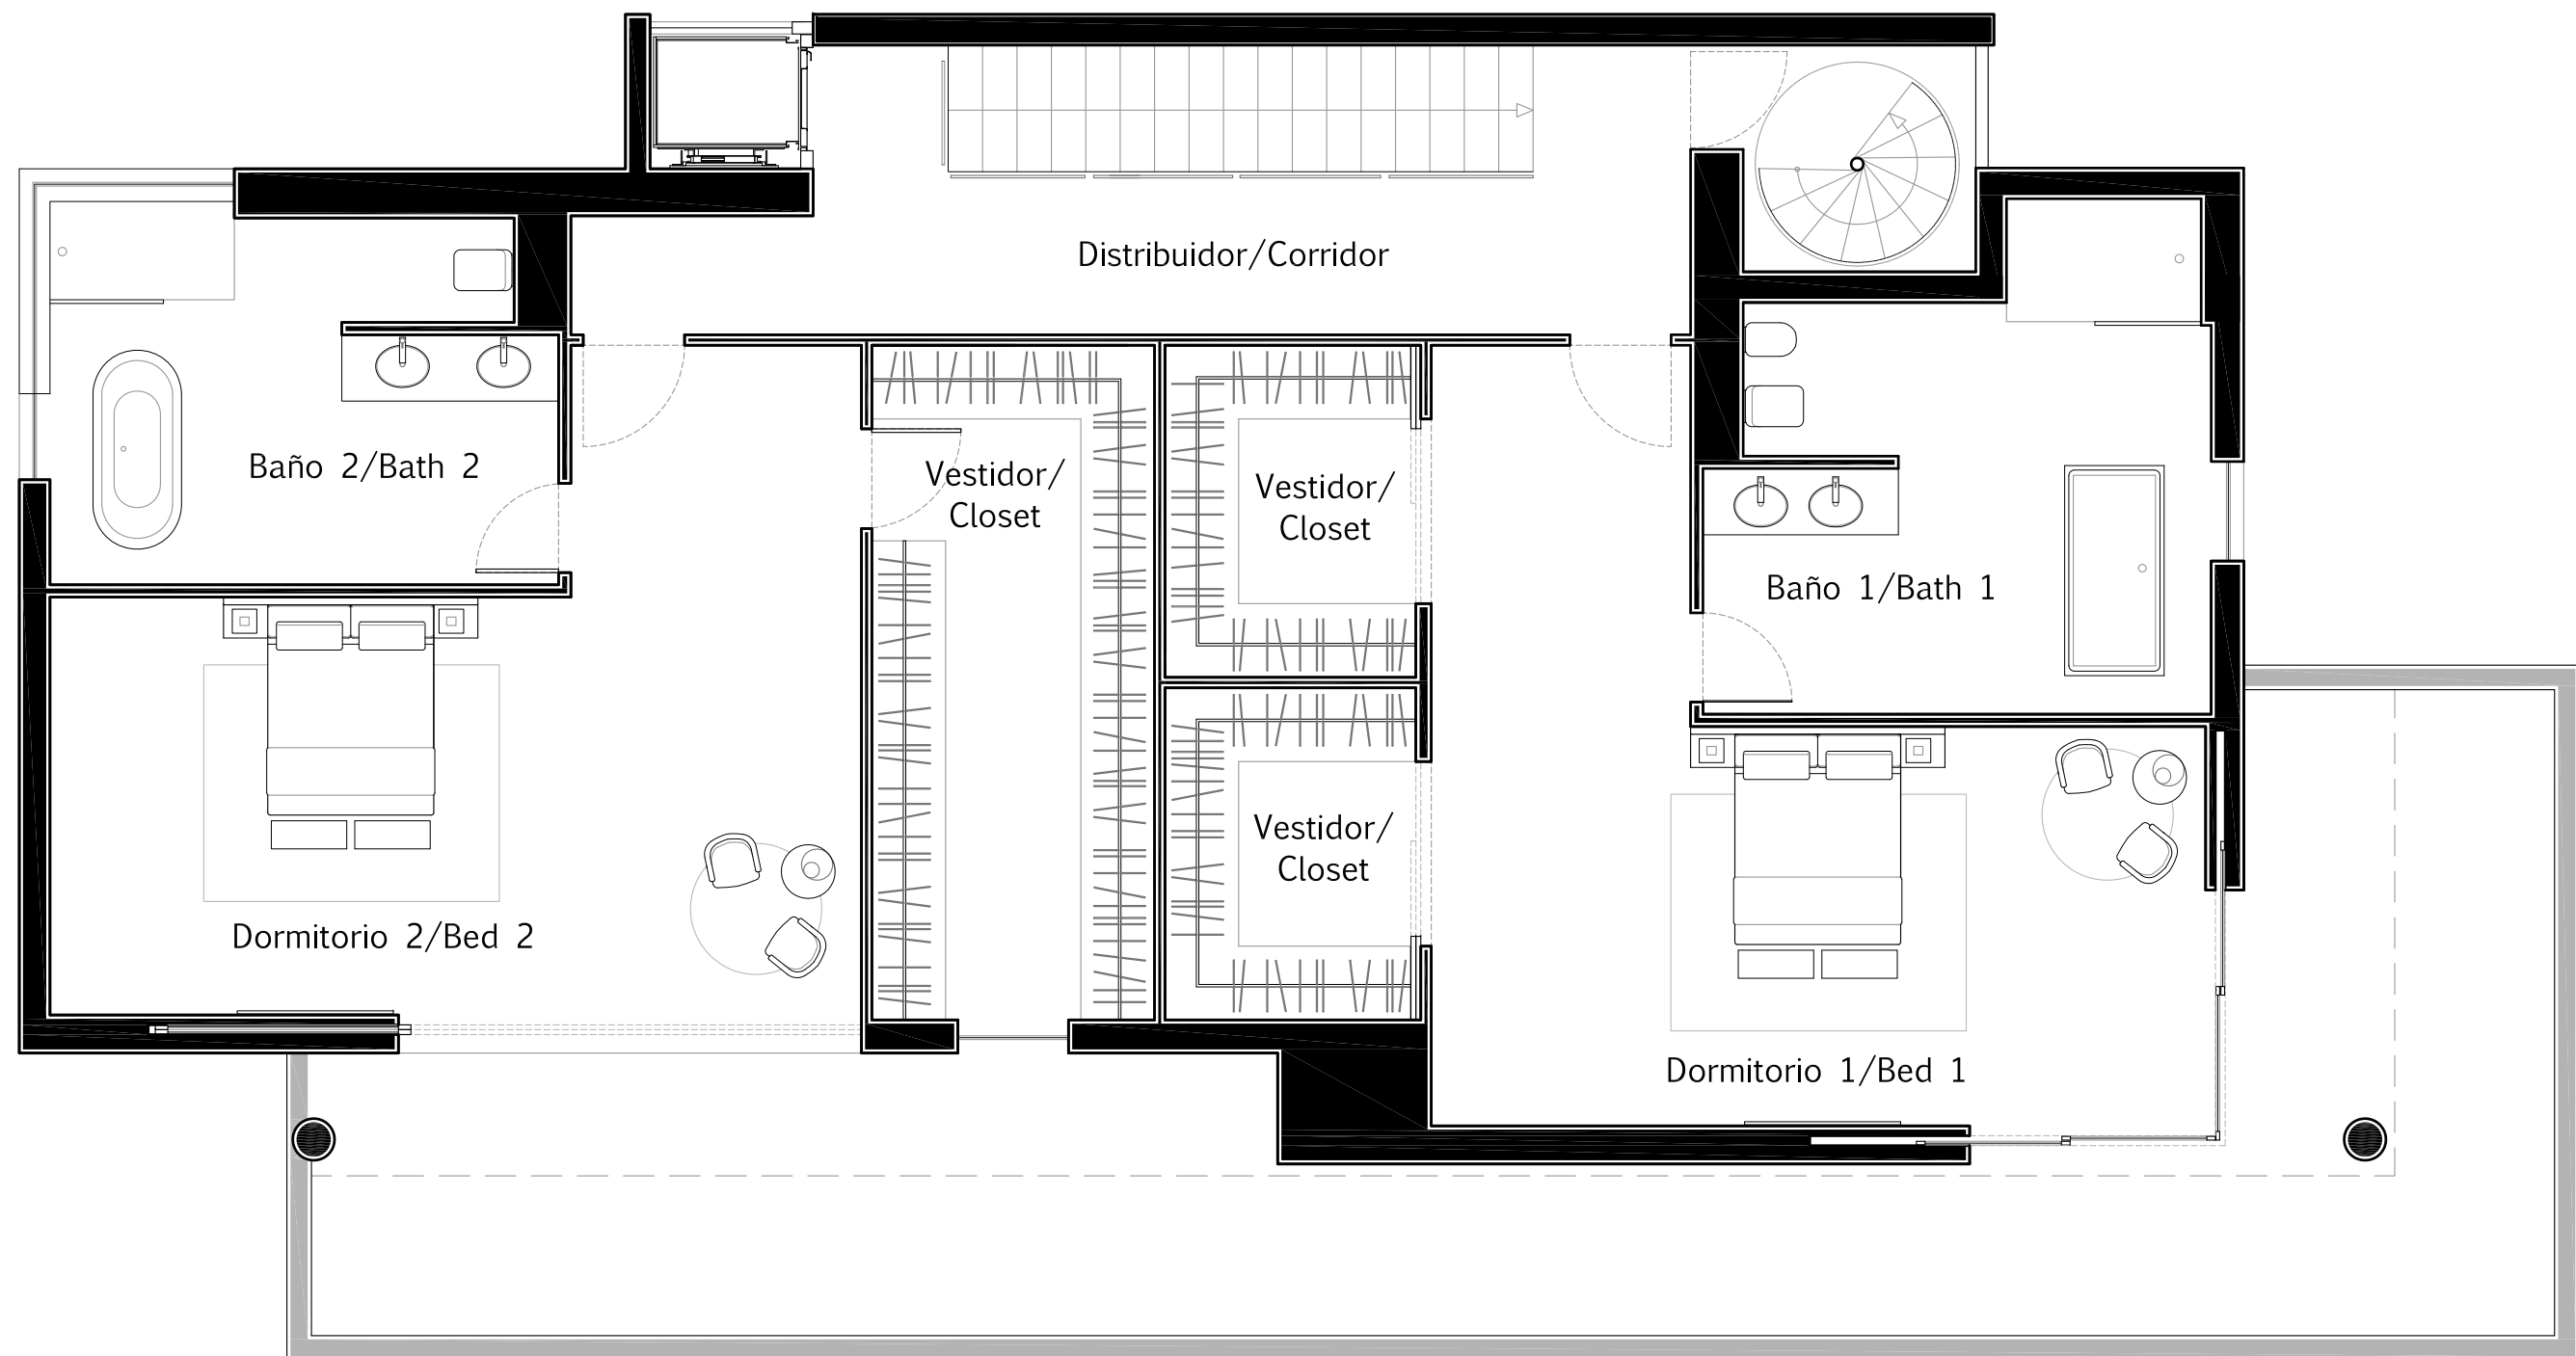 Distribuidor/Corridor
Baño 2/Bath 2
Vestidor/
Closet
Vestidor/
Closet
Baño 1/Bath 1
Vestidor/
Closet
Dormitorio 2/Bed 2
Dormitorio 1/Bed 1